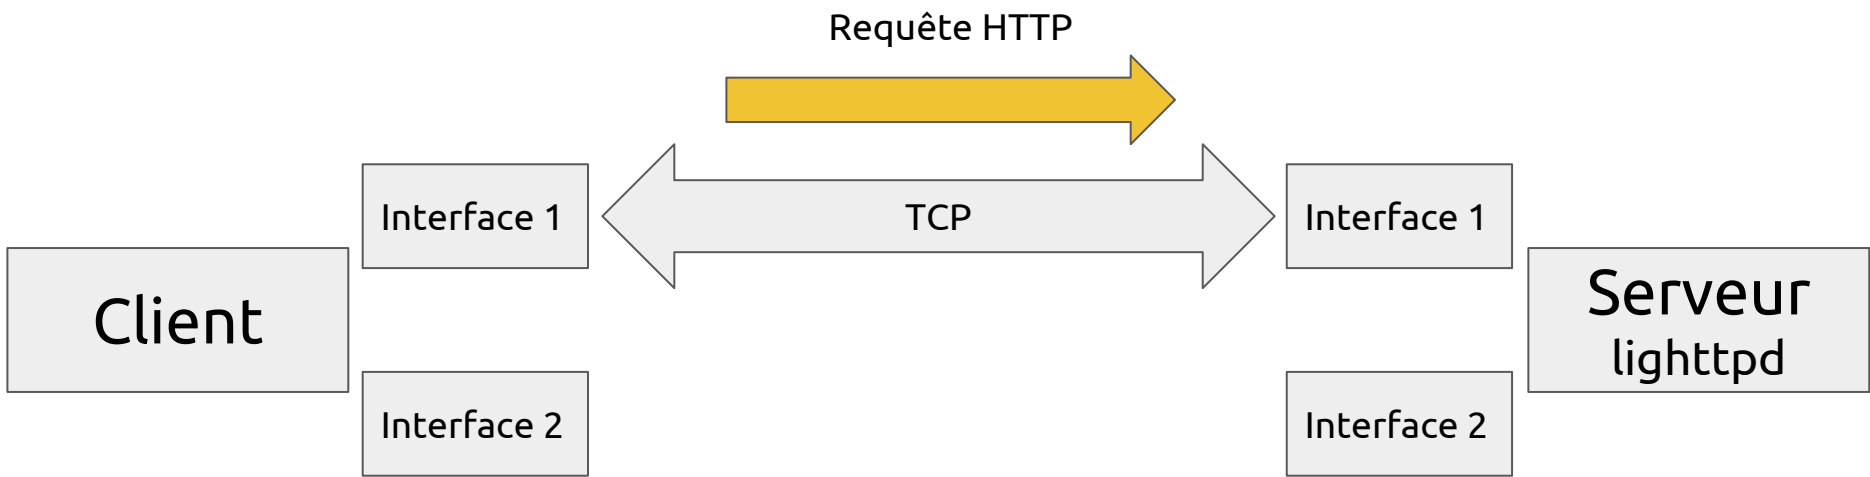 Requête HTTP
Interface 1
TCP
Interface 1
Client
Serveur
lighttpd
Interface 2
Interface 2